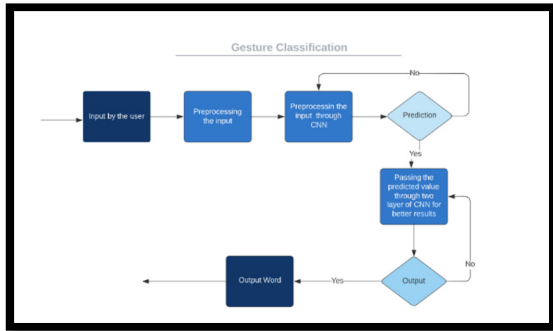 Gesture Classification
No
Input by the user
Preprocessing
the input
Preprocessin the
input through
CNN
Prediction
Yes
Passing the
predicted value
through two
layer of CNN for
better results
No
Output Word
Yes
Output